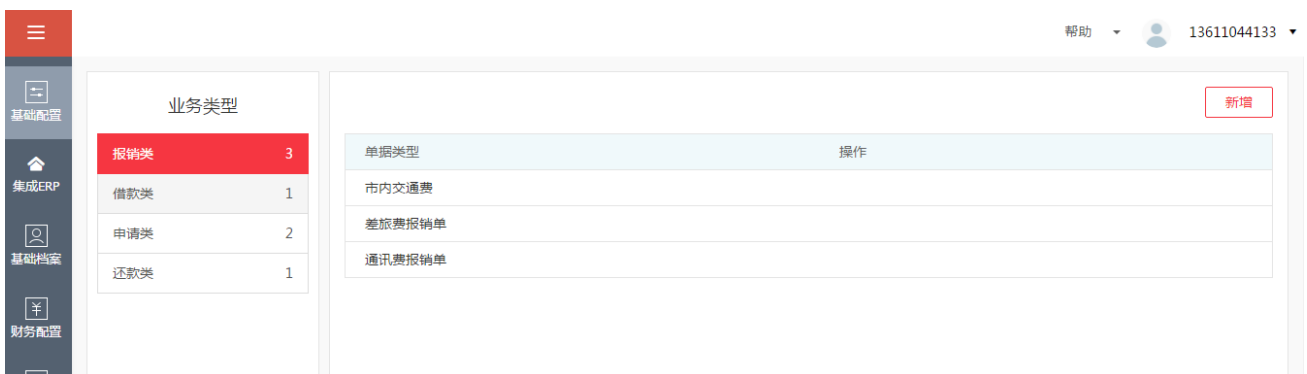 帮助
13611044133
基础配置
集成ERP
基础档案
财务配置
业务类型
报销类 3
借款类 1
申请类 2
还款类 1
新增
单据类型 操作
市内交通费
差旅费报销单
通讯费报销单